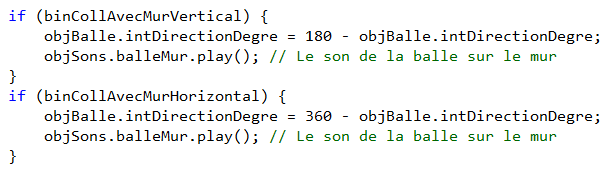 if (binCollAvecMurVertical) {
    objBalle.intDirectionDegre = 180 - objBalle.intDirectionDegre;
    objSons.balleMur.play(); // Le son de la balle sur le mur
}
if (binCollAvecMurHorizontal) {
    objBalle.intDirectionDegre = 360 - objBalle.intDirectionDegre;
    objSons.balleMur.play(); // Le son de la balle sur le mur
}